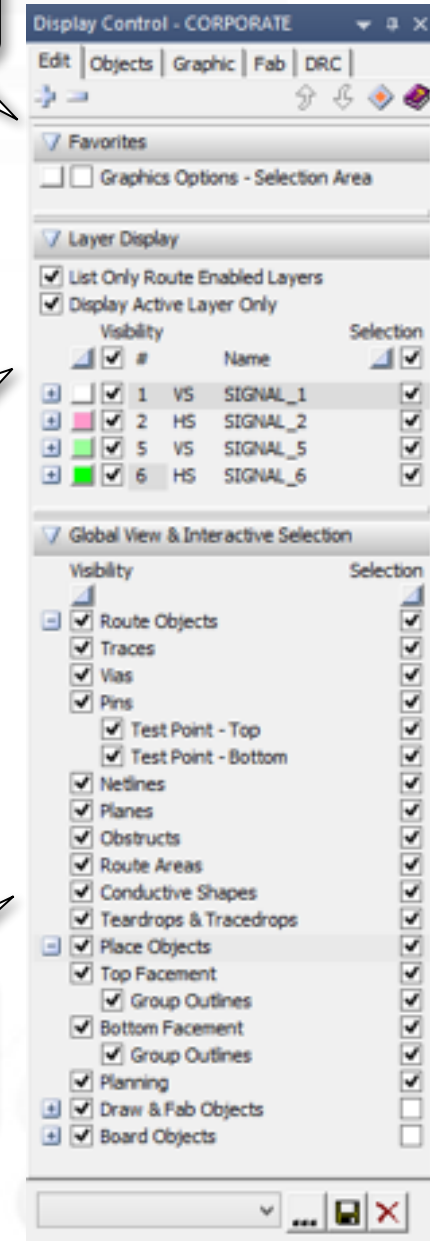 Display Control - CORPORATE
Edit Objects Graphic Fab DRC
Favorites
Graphics Options - Selection Area
Layer Display
List Only Route Enabled Layers
Display Active Layer Only
Visibility Selection
# Name
1 VS SIGNAL_1
2 HS SIGNAL_2
5 VS SIGNAL_5
6 HS SIGNAL_6
Global View & Interactive Selection
Visibility Selection
Route Objects
Traces
Vias
Pins
Test Point - Top
Test Point - Bottom
Netlines
Planes
Obstructs
Route Areas
Conductive Shapes
Teardrops & Tracedrops
Place Objects
Top Facement
Group Outlines
Bottom Facement
Group Outlines
Planning
Draw & Fab Objects
Board Objects
...